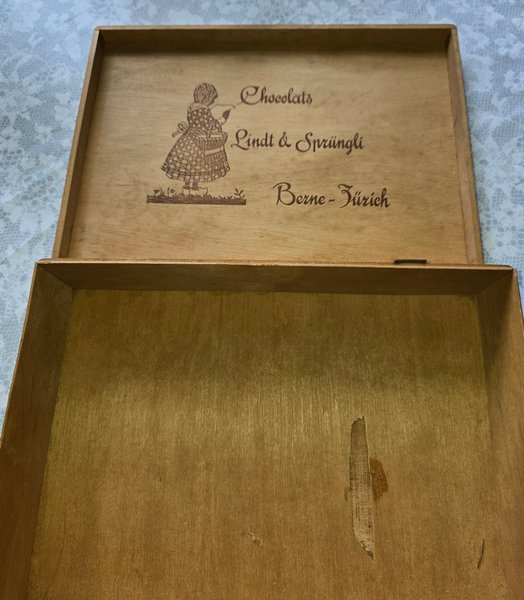 Chocolats
Lindt & Sprüngli
Berne - Zürich